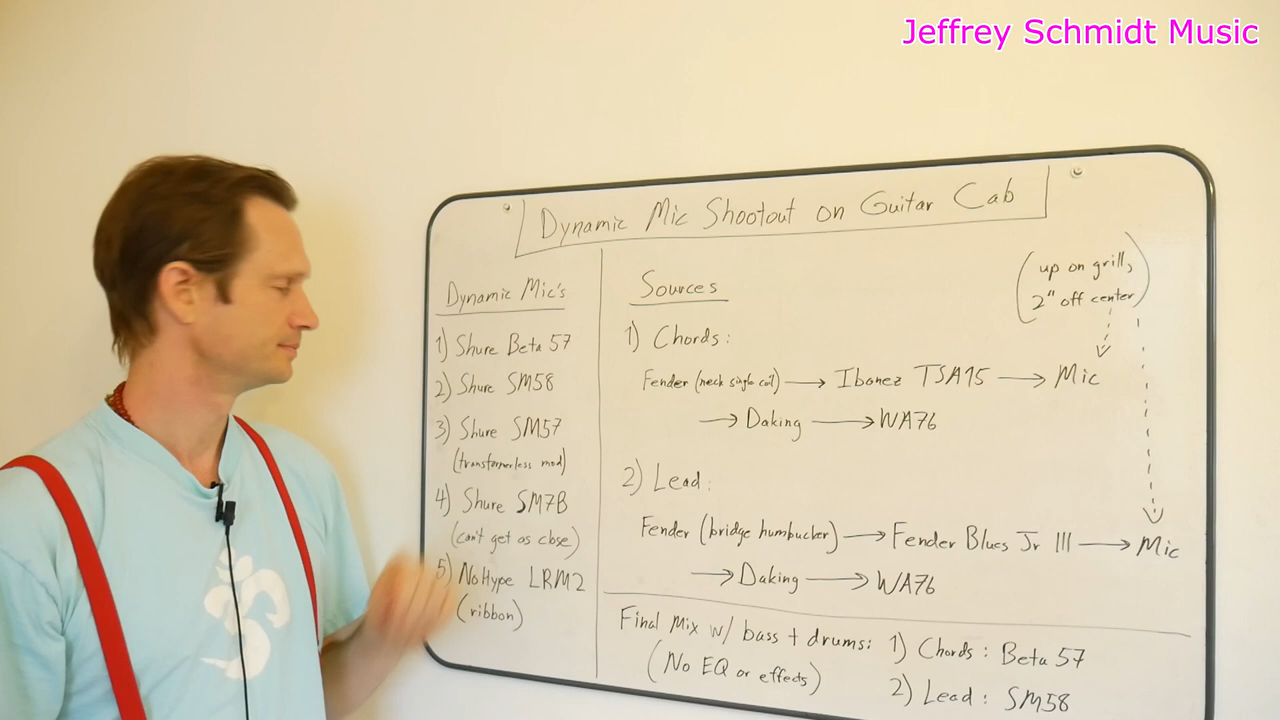 Jeffrey Schmidt Music
Dynamic Mic Shootout on Guitar Cab
Dynamic Mic's
1) Shure Beta 57
2) Shure SM58
3) Shure SM57
(transformerless mod)
4) Shure SM7B
(can't get as close)
5) NoHype LRM2
(ribbon)
Sources
(up on grill,
2" off center)
1) Chords:
Fender (neck single coil) → Ibanez TSA15 → Mic
→ Daking → WA76
2) Lead:
Fender (bridge humbucker) → Fender Blues Jr III → Mic
→ Daking → WA76
Final Mix w/ bass + drums: 1) Chords: Beta 57
(No EQ or effects) 2) Lead: SM58
ॐ